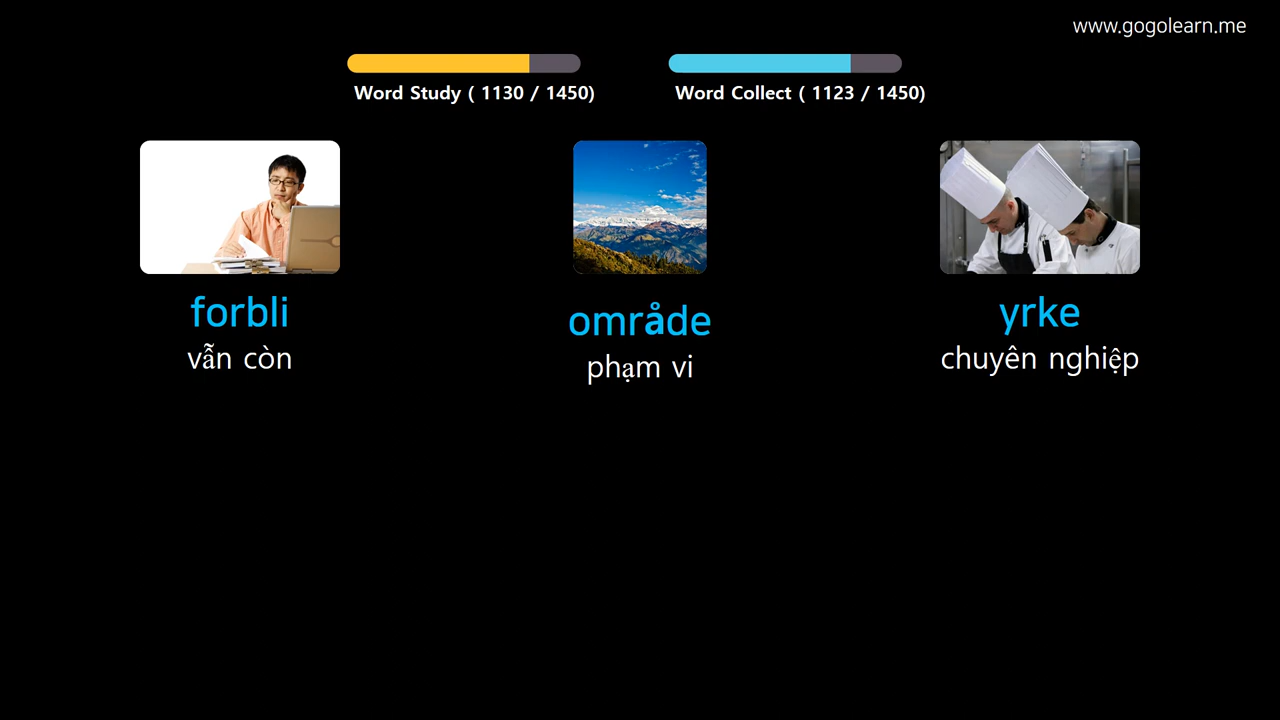 www.gogolearn.me
Word Study ( 1130 / 1450)
Word Collect ( 1123 / 1450)
forbli
vẫn còn
område
phạm vi
yrke
chuyên nghiệp